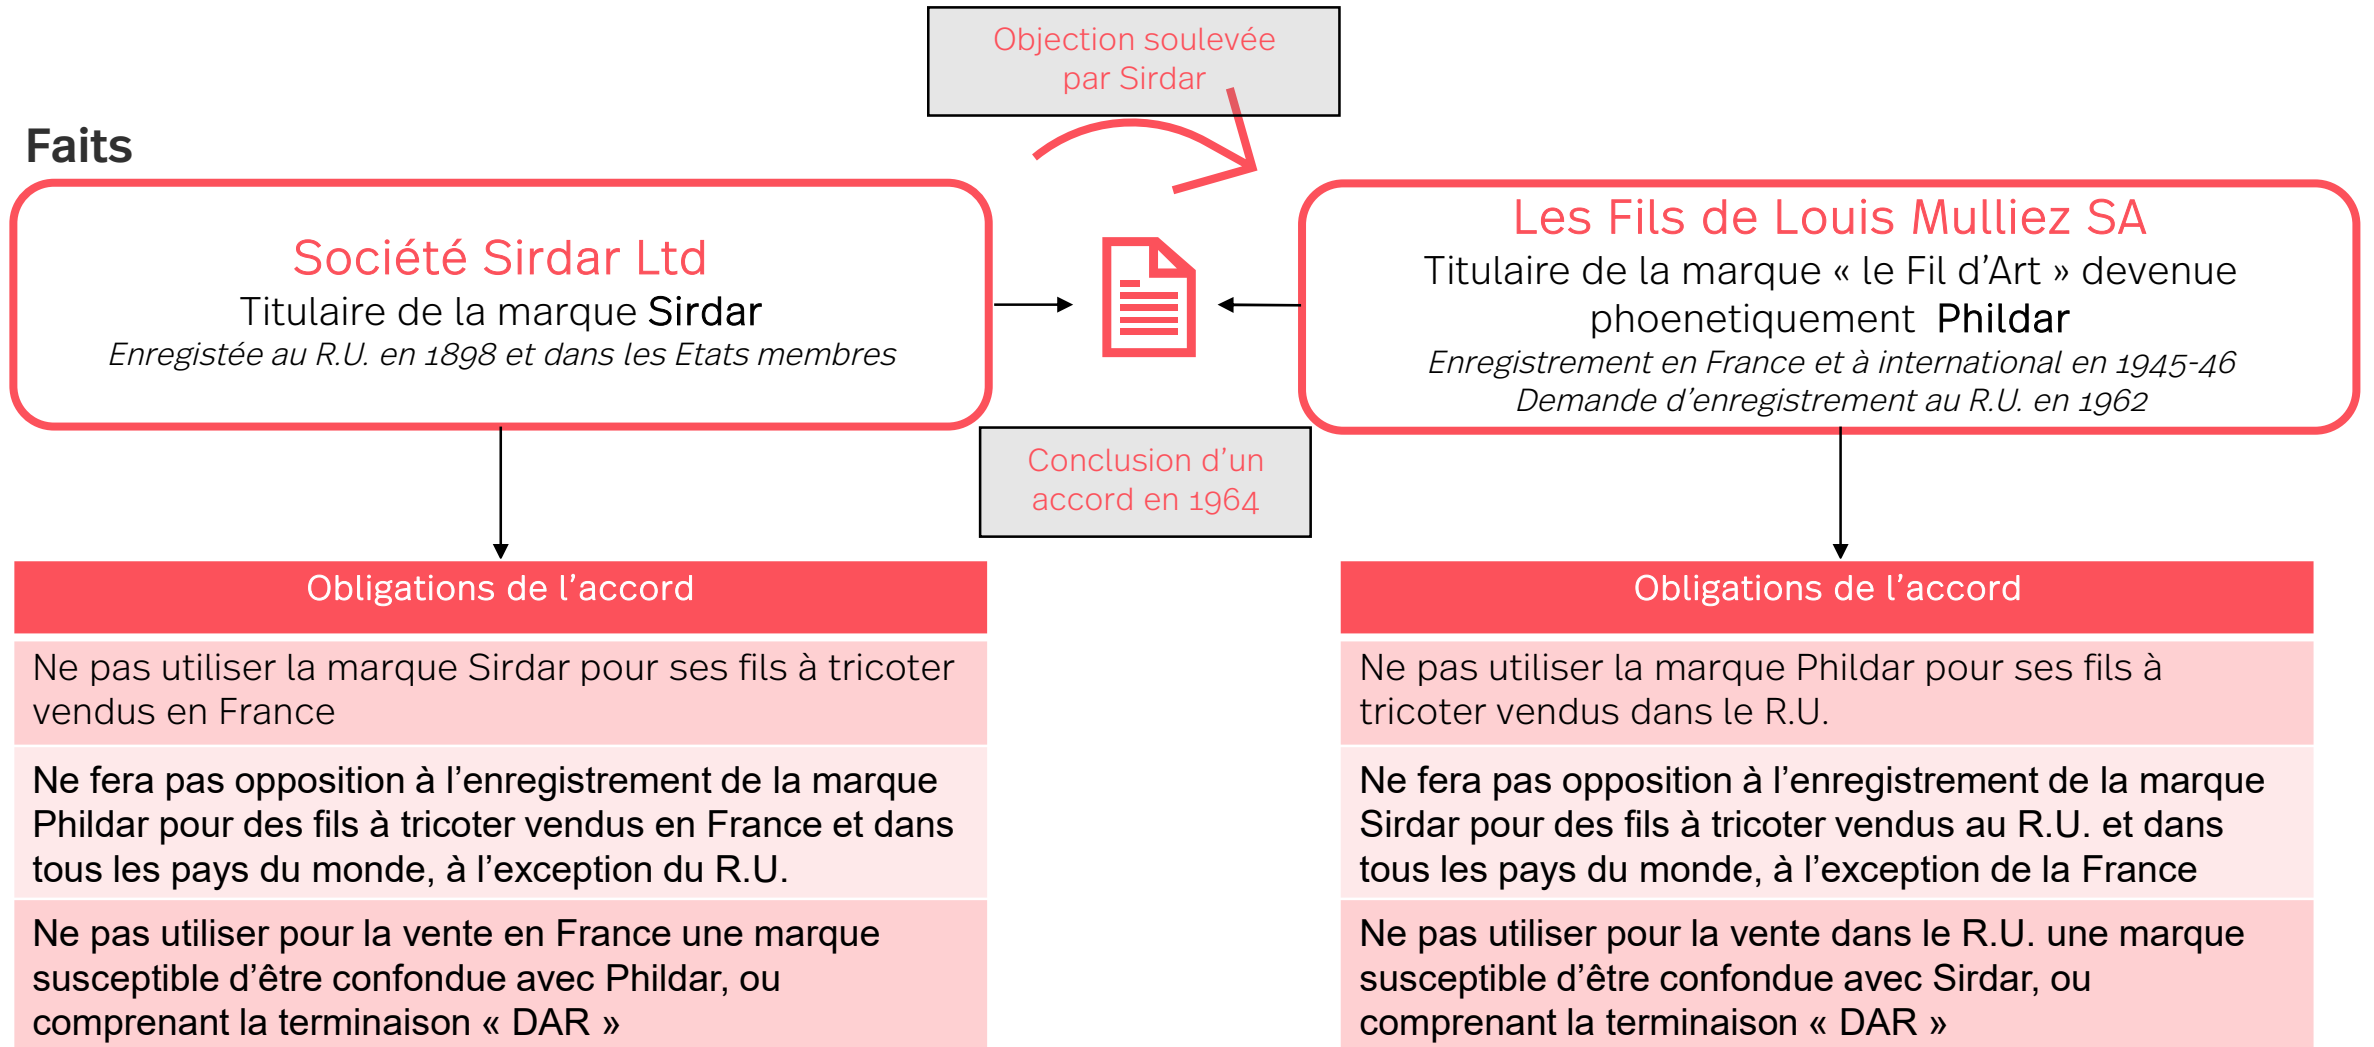 Objection soulevée
par Sirdar
Faits
Société Sirdar Ltd
Titulaire de la marque Sirdar
Enregistée au R.U. en 1898 et dans les Etats membres
Les Fils de Louis Mulliez SA
Titulaire de la marque « le Fil d’Art » devenue
phoenetiquement Phildar
Enregistrement en France et à international en 1945-46
Demande d’enregistrement au R.U. en 1962
Conclusion d’un
accord en 1964
Obligations de l’accord
Ne pas utiliser la marque Sirdar pour ses fils à tricoter
vendus en France
Ne fera pas opposition à l’enregistrement de la marque
Phildar pour des fils à tricoter vendus en France et dans
tous les pays du monde, à l’exception du R.U.
Ne pas utiliser pour la vente en France une marque
susceptible d’être confondue avec Phildar, ou
comprenant la terminaison « DAR »
Obligations de l’accord
Ne pas utiliser la marque Phildar pour ses fils à
tricoter vendus dans le R.U.
Ne fera pas opposition à l’enregistrement de la marque
Sirdar pour des fils à tricoter vendus au R.U. et dans
tous les pays du monde, à l’exception de la France
Ne pas utiliser pour la vente dans le R.U. une marque
susceptible d’être confondue avec Sirdar, ou
comprenant la terminaison « DAR »